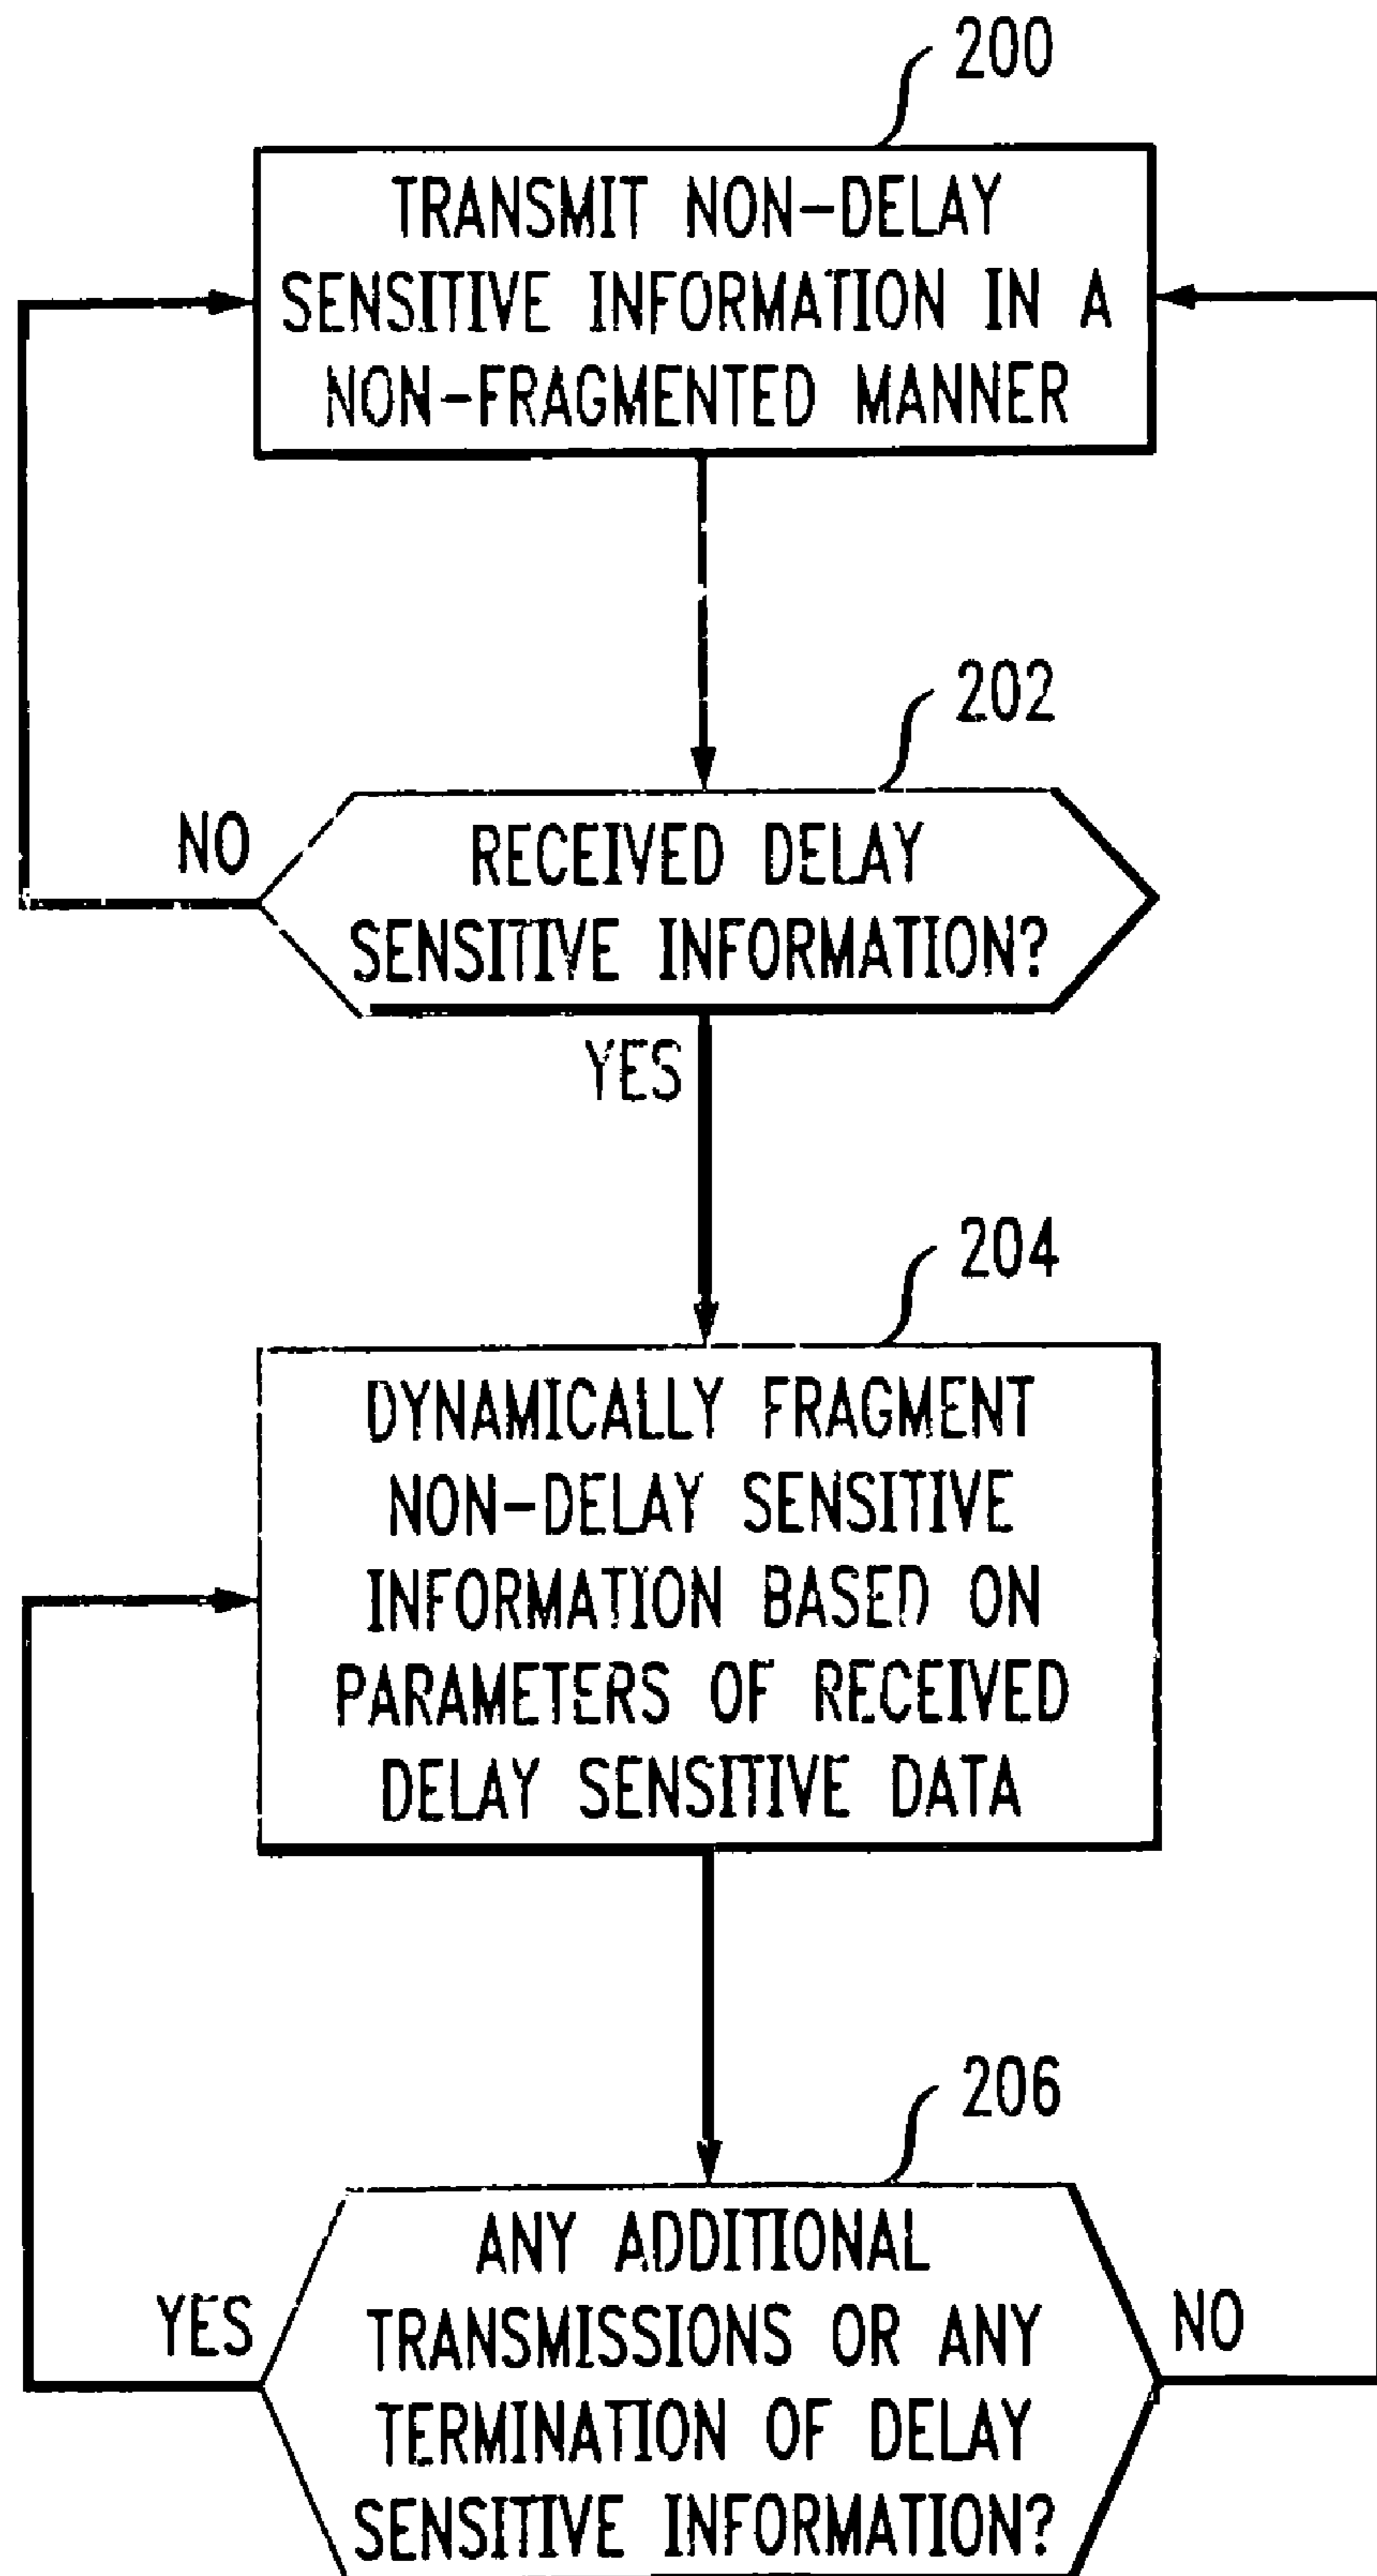 200
TRANSMIT NON-DELAY
SENSITIVE INFORMATION IN A
NON-FRAGMENTED MANNER
202
NO
RECEIVED DELAY
SENSITIVE INFORMATION?
YES
204
DYNAMICALLY FRAGMENT
NON-DELAY SENSITIVE
INFORMATION BASED ON
PARAMETERS OF RECEIVED
DELAY SENSITIVE DATA
206
YES
ANY ADDITIONAL
TRANSMISSIONS OR ANY
TERMINATION OF DELAY
SENSITIVE INFORMATION?
NO